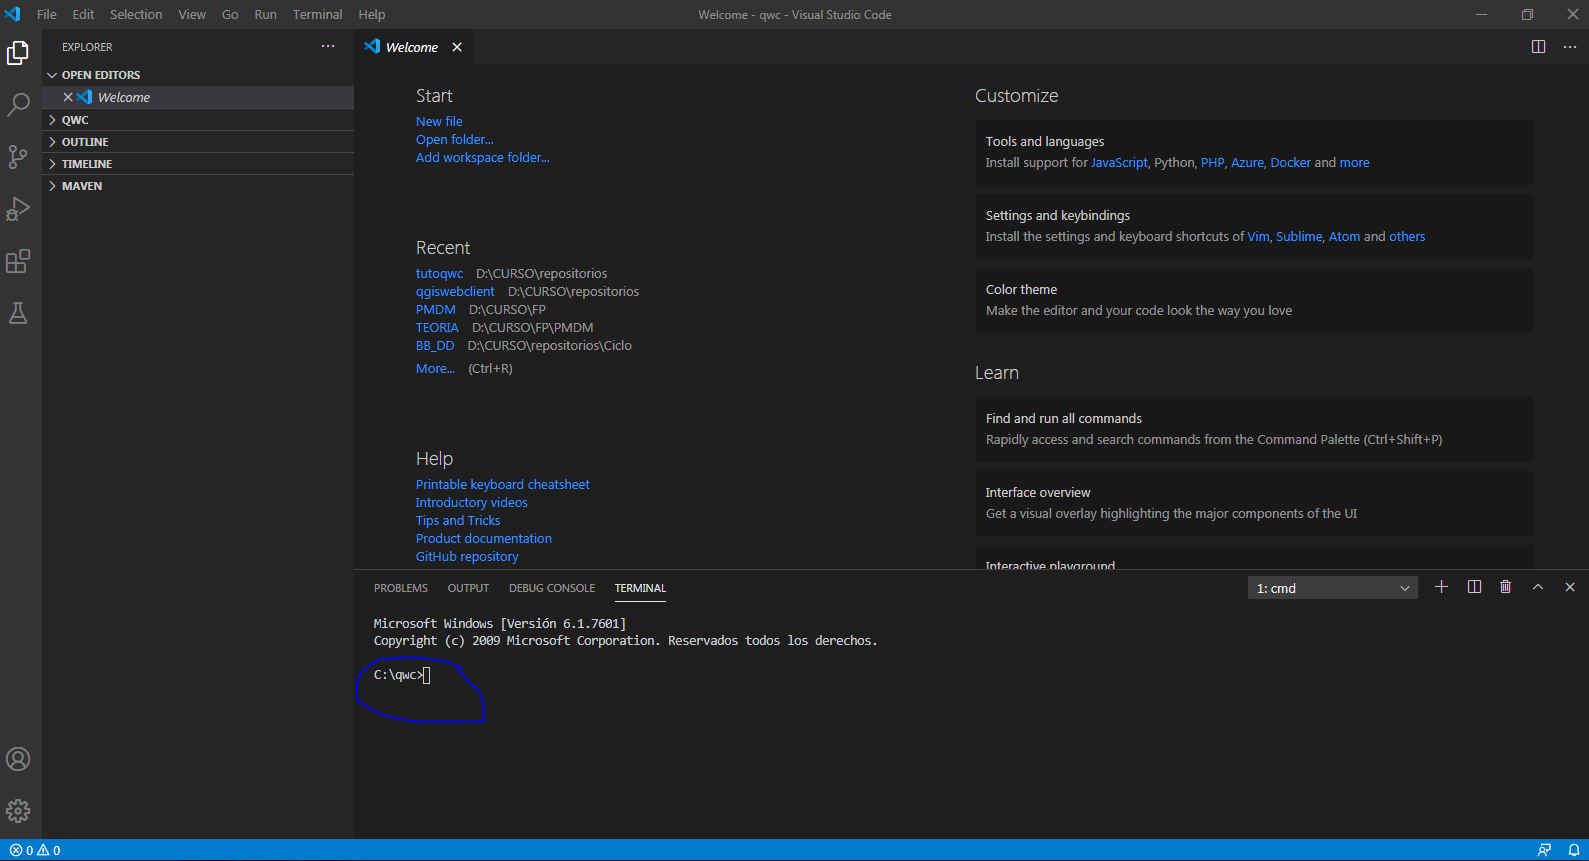 File Edit Selection View Go Run Terminal Help
Welcome - qwc - Visual Studio Code
EXPLORER
OPEN EDITORS
Welcome
QWC
OUTLINE
TIMELINE
MAVEN
Welcome
Start
New file
Open folder...
Add workspace folder...
Recent
tutoqwc D:\CURSO\repositorios
qgiswebclient D:\CURSO\repositorios
PMDM D:\CURSO\FP
TEORIA D:\CURSO\FP\PMDM
BB_DD D:\CURSO\repositorios\Ciclo
More... (Ctrl+R)
Help
Printable keyboard cheatsheet
Introductory videos
Tips and Tricks
Product documentation
GitHub repository
Customize
Tools and languages
Install support for JavaScript, Python, PHP, Azure, Docker and more
Settings and keybindings
Install the settings and keyboard shortcuts of Vim, Sublime, Atom and others
Color theme
Make the editor and your code look the way you love
Learn
Find and run all commands
Rapidly access and search commands from the Command Palette (Ctrl+Shift+P)
Interface overview
Get a visual overlay highlighting the major components of the UI
Interactive playground
PROBLEMS OUTPUT DEBUG CONSOLE TERMINAL
1: cmd
Microsoft Windows [Versión 6.1.7601]
Copyright (c) 2009 Microsoft Corporation. Reservados todos los derechos.
C:\qwc>
0 0